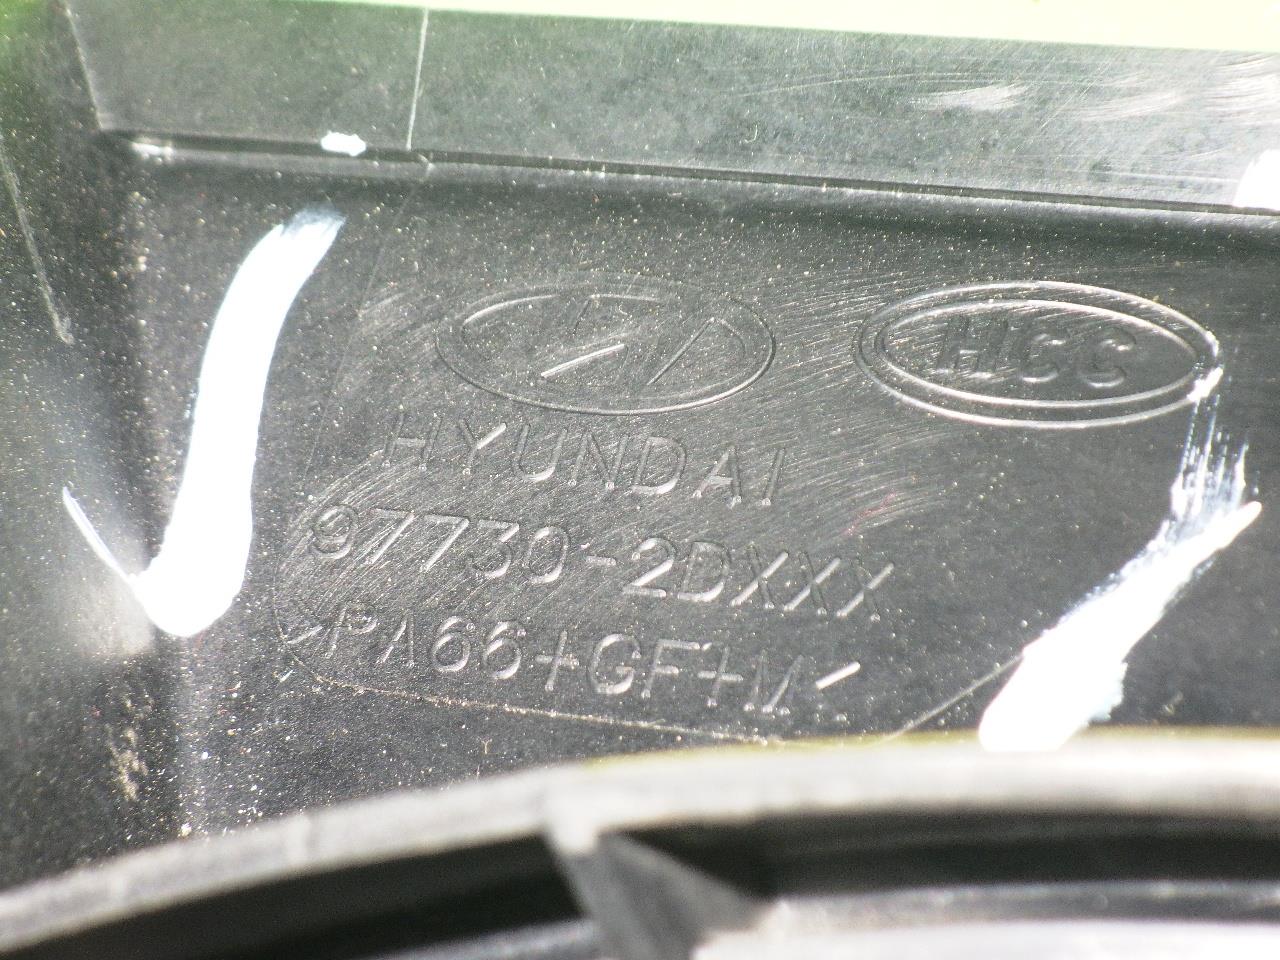 HCC
HYUNDAI
97730-2DXXX
>PA66+GF+M<